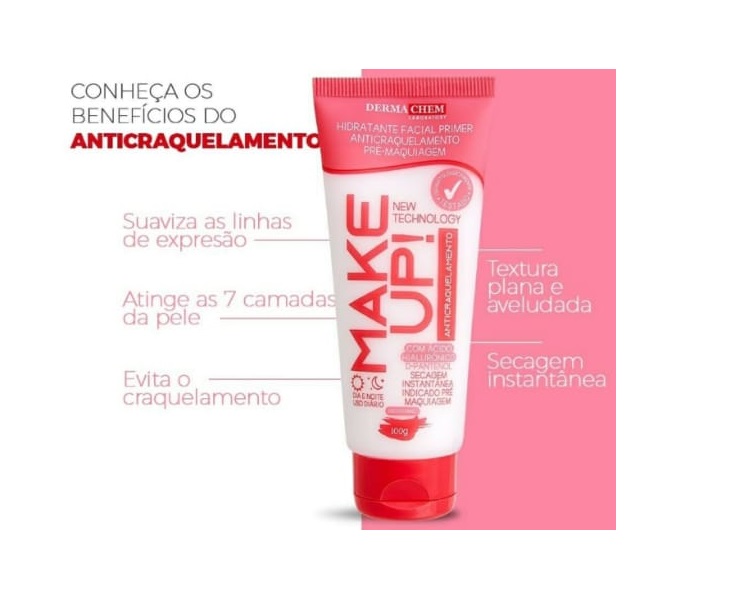 CONHEÇA OS
BENEFÍCIOS DO
ANTICRAQUELAMENTO
Suaviza as linhas
de expresão
Atinge as 7 camadas
da pele
Evita o
craquelamento
DERMACHEM
LABORATORY
HIDRATANTE FACIAL PRIMER
ANTICRAQUELAMENTO
PRÉ-MAQUIAGEM
MAKE
UP!
NEW
TECHNOLOGY
ANTICRAQUELAMENTO
COM ÁCIDO
HIALURÔNICO
D-PANTENOL
SECAGEM
INSTANTÂNEA
INDICADO PRÉ
MAQUIAGEM
DIA E NOITE
USO DIÁRIO
100g
Textura
plana e
aveludada
Secagem
instantânea